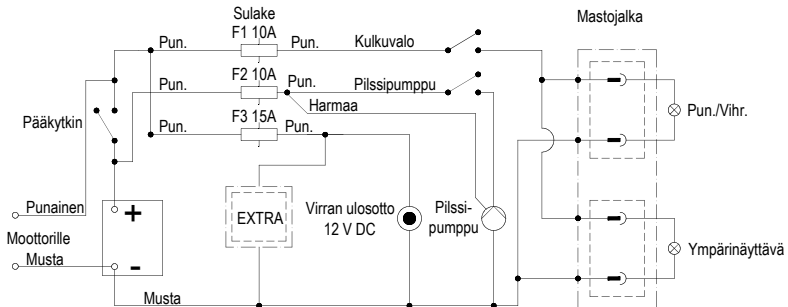 Sulake
Mastojalka
F1 10A
Pun.
Pun.
Kulkuvalo
F2 10A
Pun.
Pun.
Pilssipumppu
Harmaa
Pun./Vihr.
F3 15A
Pääkytkin
Pun.
Pun.
Punainen
+
EXTRA
Virran ulosotto
12 V DC
Pilssi-
pumppu
Moottorille
Musta
-
Ympärinäyttävä
Musta